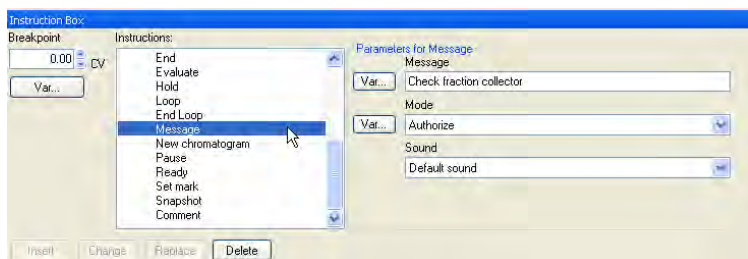 Instruction Box
Breakpoint
0.00 CV
Var...
Instructions:
End
Evaluate
Hold
Loop
End Loop
Message
New chromatogram
Pause
Ready
Set mark
Snapshot
Comment
Parameters for Message
Message
Var... Check fraction collector
Mode
Var... Authorize
Sound
Default sound
Insert Change Replace Delete